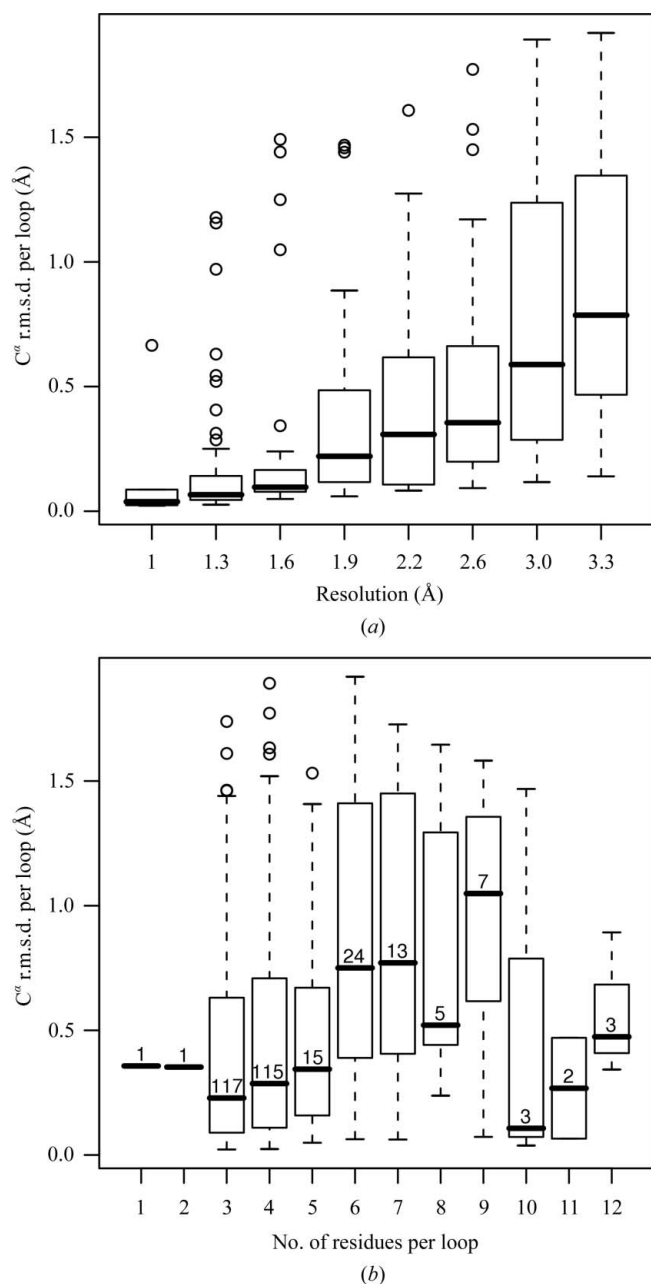 1.5
1.0
0.5
0.0
Cα r.m.s.d. per loop (Å)
1 1.3 1.6 1.9 2.2 2.6 3.0 3.3
Resolution (Å)
(a)
1.5
1.0
0.5
0.0
Cα r.m.s.d. per loop (Å)
1 1 117 115 15 24 13 5 7 3 2 3
1 2 3 4 5 6 7 8 9 10 11 12
No. of residues per loop
(b)